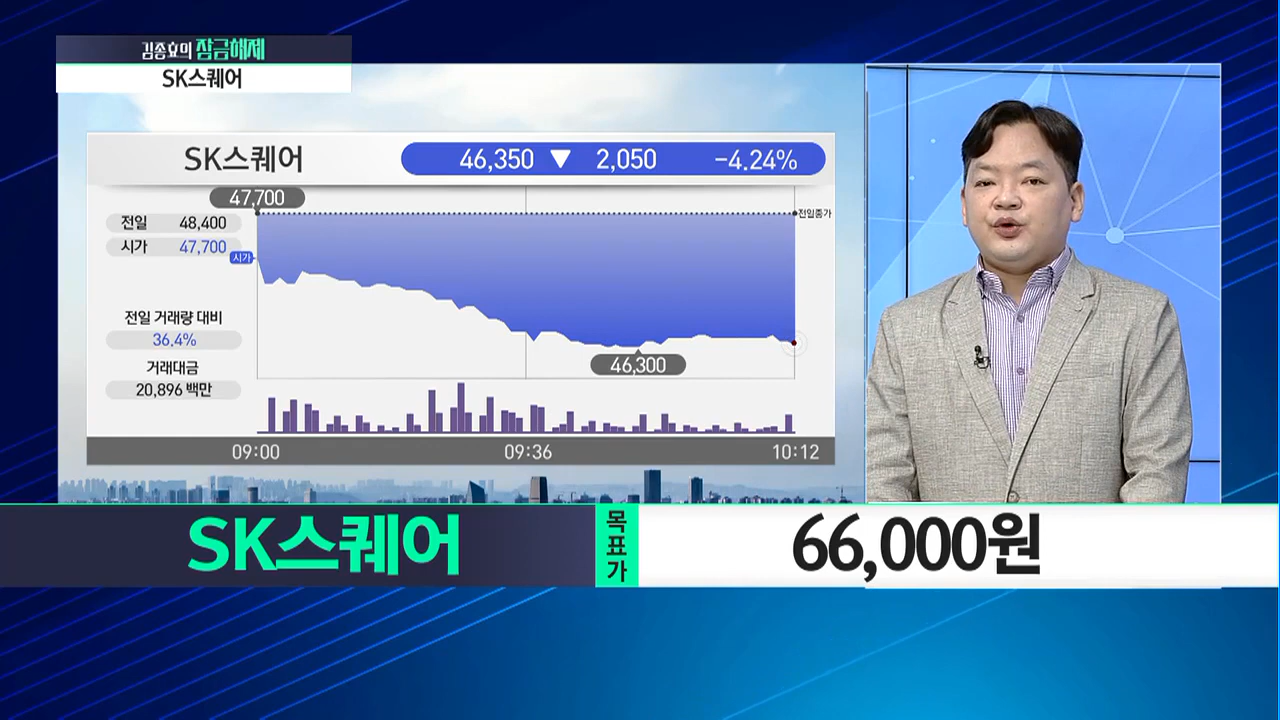 김종효의 잠금해제
SK스퀘어
SK스퀘어 46,350 ▼ 2,050 -4.24%
47,700
전일종가
전일 48,400
시가 47,700
시가
전일 거래량 대비
36.4%
거래대금
20,896 백만
46,300
09:00 09:36 10:12
SK스퀘어 목표가 66,000원